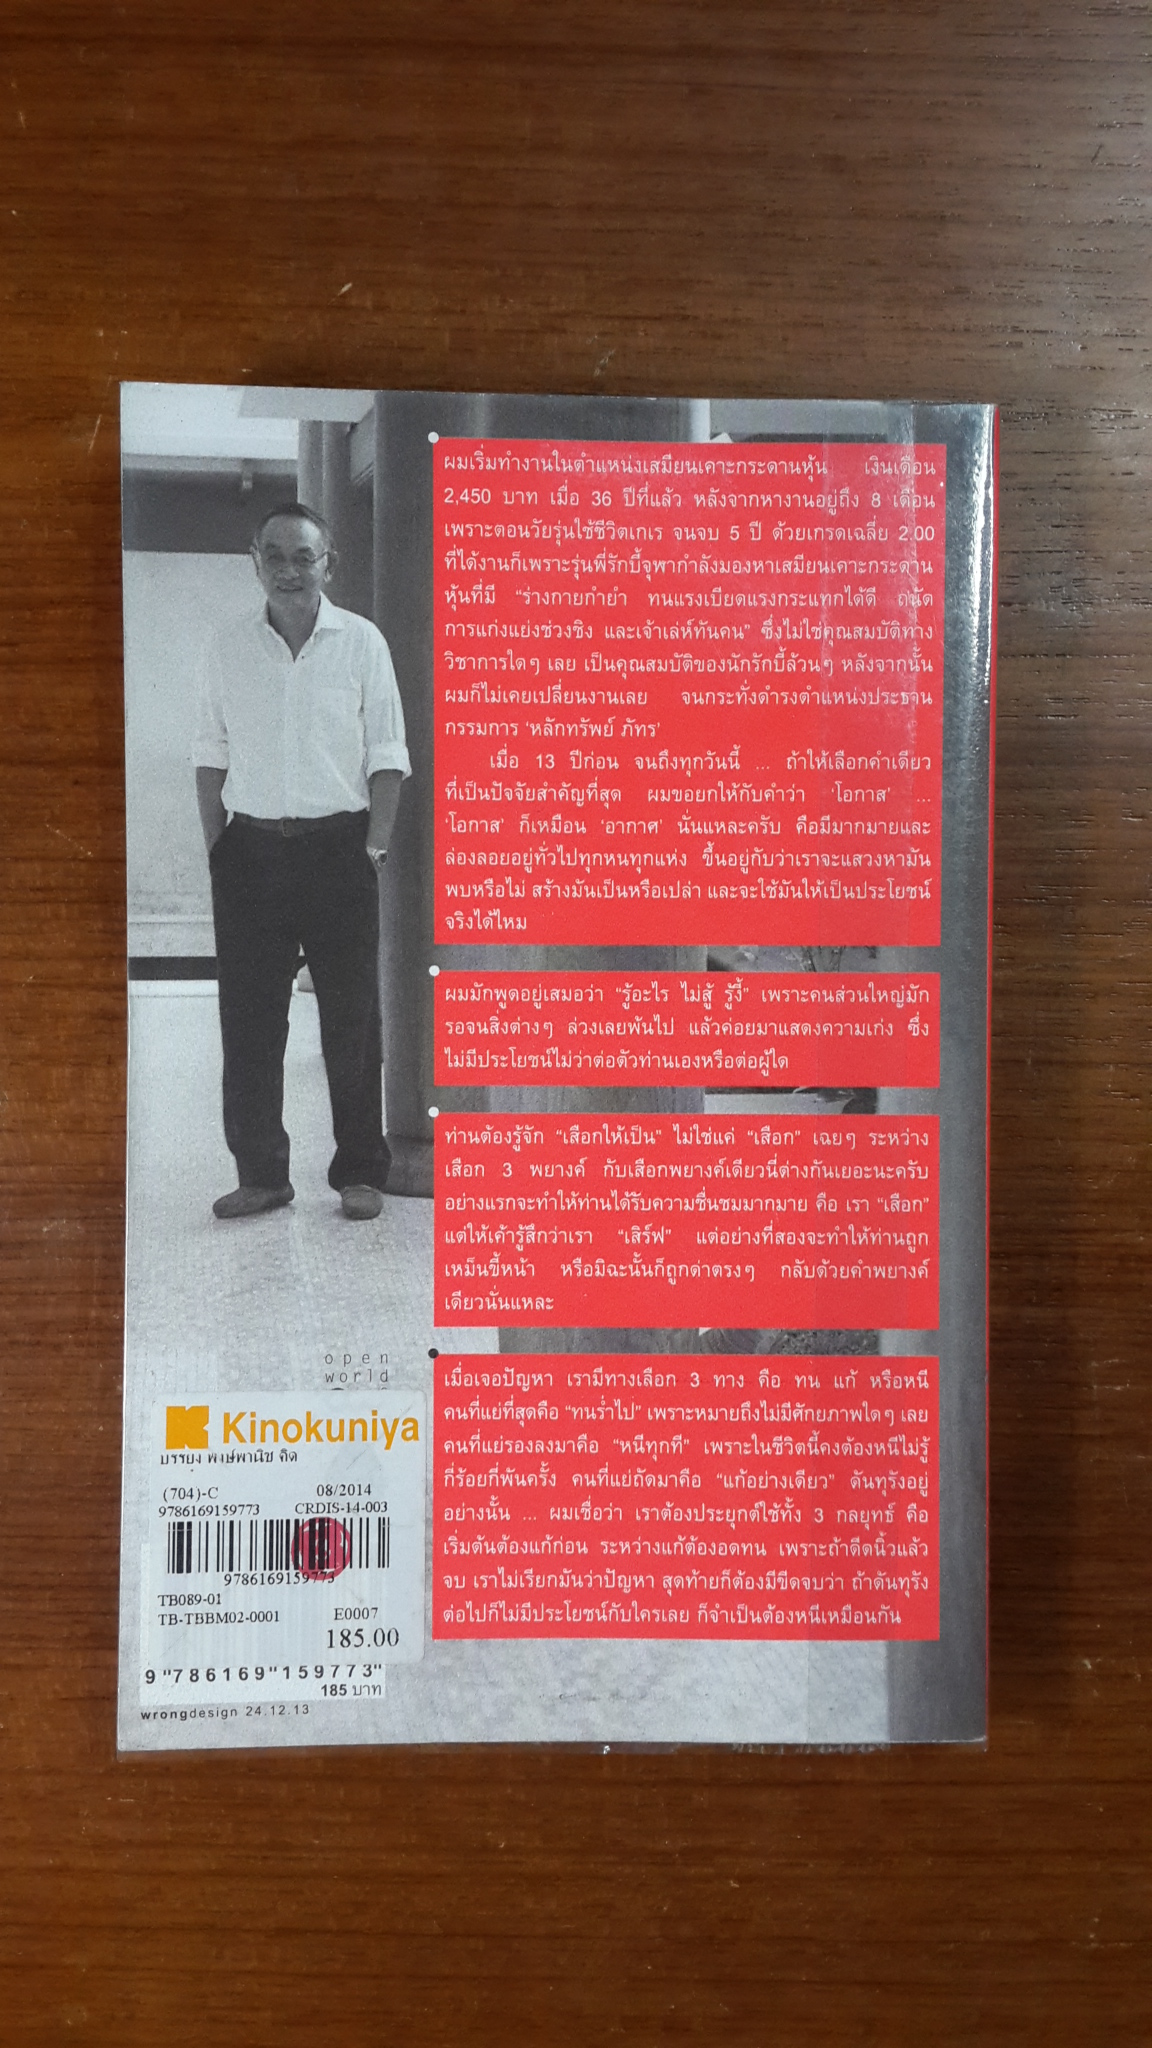 ผมเริ่มทำงานในตำแหน่งเสมียนเคาะกระดานหุ้น เงินเดือน
2,450 บาท เมื่อ 36 ปีที่แล้ว หลังจากหางานอยู่ถึง 8 เดือน
เพราะตอนวัยรุ่นใช้ชีวิตเกเร จนจบ 5 ปี ด้วยเกรดเฉลี่ย 2.00
ที่ได้งานก็เพราะรุ่นพี่รักบี้จุฬากำลังมองหาเสมียนเคาะกระดาน
หุ้นที่มี “ร่างกายกำยำ ทนแรงเบียดแรงกระแทกได้ดี ถนัด
การแก่งแย่งช่วงชิง และเจ้าเล่ห์ทันคน” ซึ่งไม่ใช่คุณสมบัติทาง
วิชาการใดๆ เลย เป็นคุณสมบัติของนักรักบี้ล้วนๆ หลังจากนั้น
ผมก็ไม่เคยเปลี่ยนงานเลย จนกระทั่งดำรงตำแหน่งประธาน
กรรมการ ‘หลักทรัพย์ ภัทร’
เมื่อ 13 ปีก่อน จนถึงทุกวันนี้ ... ถ้าให้เลือกคำเดียว
ที่เป็นปัจจัยสำคัญที่สุด ผมขอยกให้กับคำว่า ‘โอกาส’ ...
‘โอกาส’ ก็เหมือน ‘อากาศ’ นั่นแหละครับ คือมีมากมายและ
ล่องลอยอยู่ทั่วไปทุกหนทุกแห่ง ขึ้นอยู่กับว่าเราจะแสวงหามัน
พบหรือไม่ สร้างมันเป็นหรือเปล่า และจะใช้มันให้เป็นประโยชน์
จริงได้ไหม
ผมมักพูดอยู่เสมอว่า “รู้อะไร ไม่สู้ รู้งี้” เพราะคนส่วนใหญ่มัก
รอจนสิ่งต่างๆ ล่วงเลยพ้นไป แล้วค่อยมาแสดงความเก่ง ซึ่ง
ไม่มีประโยชน์ไม่ว่าต่อตัวท่านเองหรือต่อผู้ใด
ท่านต้องรู้จัก “เสือกให้เป็น” ไม่ใช่แค่ “เสือก” เฉยๆ ระหว่าง
เสือก 3 พยางค์ กับเสือกพยางค์เดียวนี่ต่างกันเยอะนะครับ
อย่างแรกจะทำให้ท่านได้รับความชื่นชมมากมาย คือ เรา “เสือก”
แต่ให้เค้ารู้สึกว่าเรา “เสิร์ฟ” แต่อย่างที่สองจะทำให้ท่านถูก
เหม็นขี้หน้า หรือมิฉะนั้นก็ถูกด่าตรงๆ กลับด้วยคำพยางค์
เดียวนั่นแหละ
เมื่อเจอปัญหา เรามีทางเลือก 3 ทาง คือ ทน แก้ หรือหนี
คนที่แย่ที่สุดคือ “ทนร่ำไป” เพราะหมายถึงไม่มีศักยภาพใดๆ เลย
คนที่แย่รองลงมาคือ “หนีทุกที” เพราะในชีวิตนี้คงต้องหนีไม่รู้
กี่ร้อยกี่พันครั้ง คนที่แย่ถัดมาคือ “แก้อย่างเดียว” ดันทุรังอยู่
อย่างนั้น ... ผมเชื่อว่า เราต้องประยุกต์ใช้ทั้ง 3 กลยุทธ์ คือ
เริ่มต้นต้องแก้ก่อน ระหว่างแก้ต้องอดทน เพราะถ้าดีดนิ้วแล้ว
จบ เราไม่เรียกมันว่าปัญหา สุดท้ายก็ต้องมีขีดจบว่า ถ้าดันทุรัง
ต่อไปก็ไม่มีประโยชน์กับใครเลย ก็จำเป็นต้องหนีเหมือนกัน
open
world
Kinokuniya
บรรยง พงษ์พานิช คิด
(704)-C 08/2014
9786169159773 CRDIS-14-003
9786169159773
TB089-01
TB-TBBM02-0001 E0007
185.00
9 "786169"159773"
185 บาท
wrongdesign 24.12.13